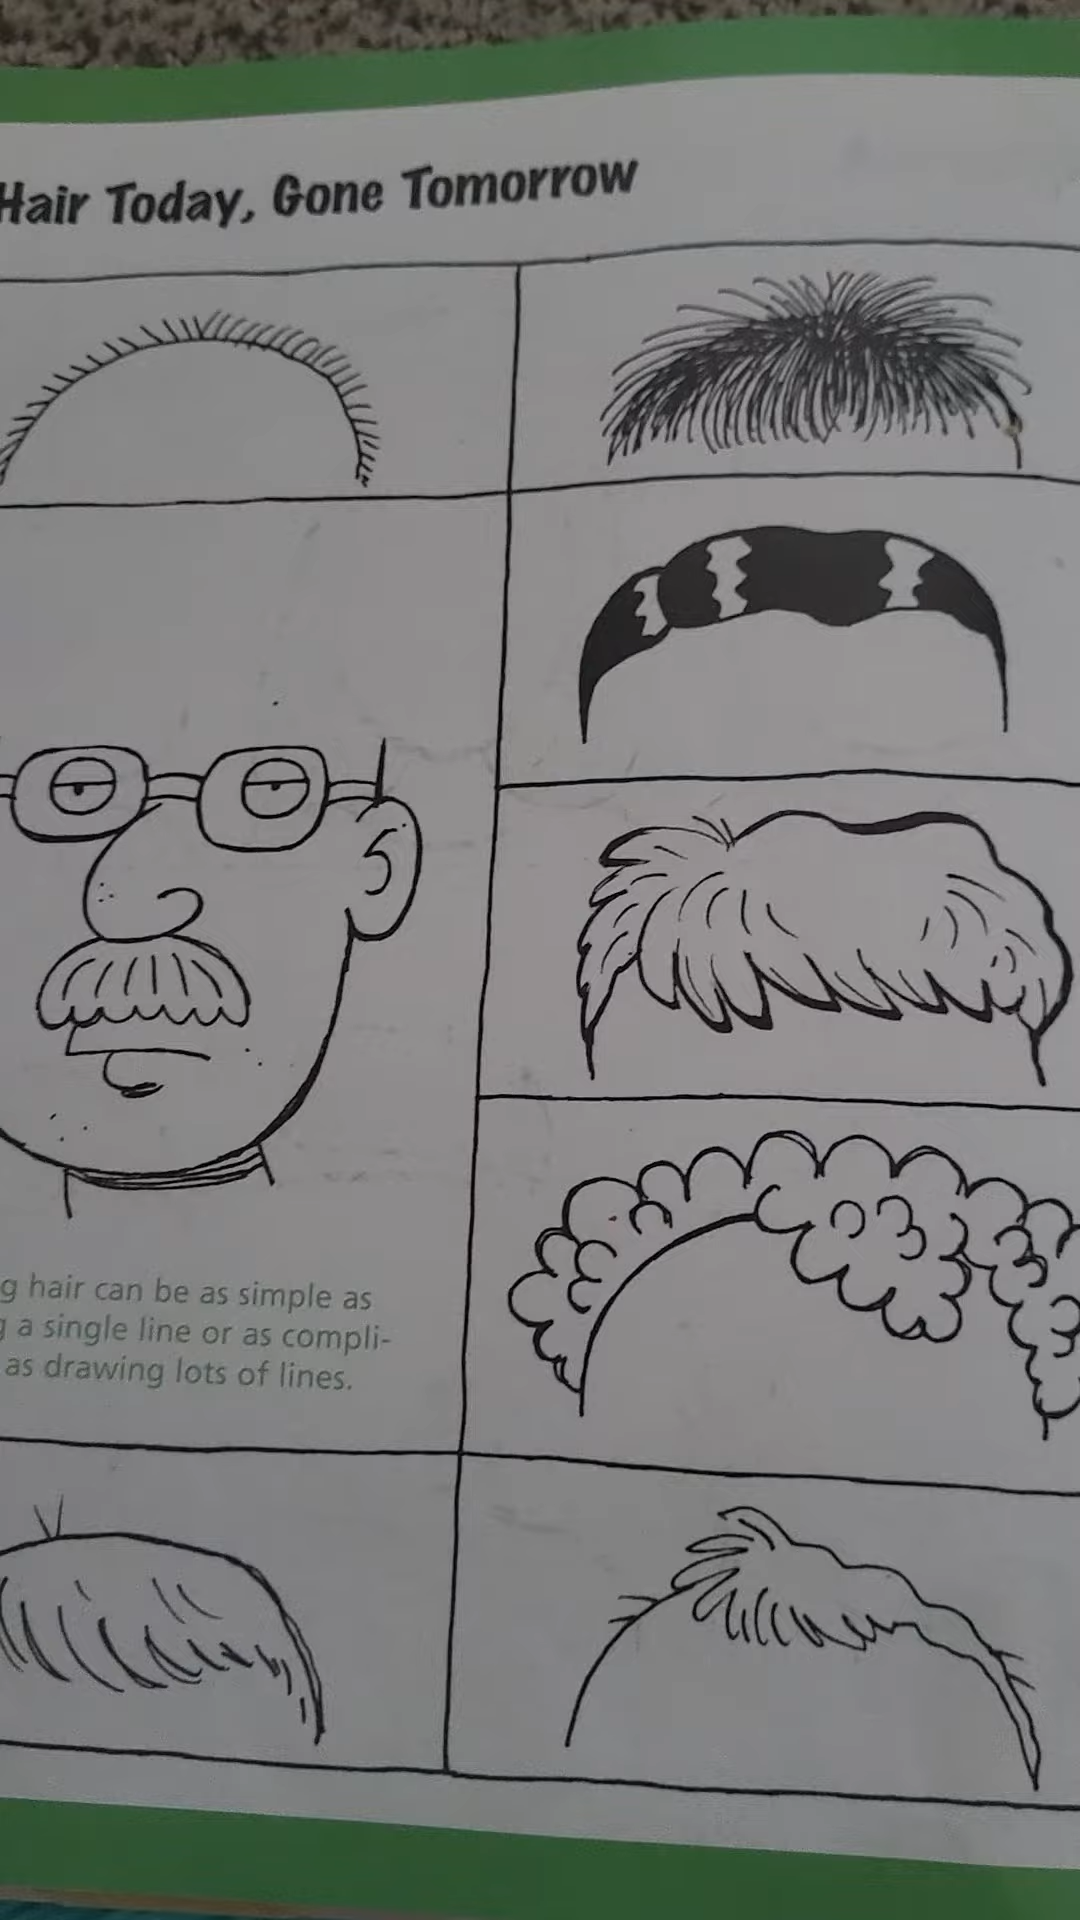 Hair Today, Gone Tomorrow
hair can be as simple as
a single line or as compli-
as drawing lots of lines.